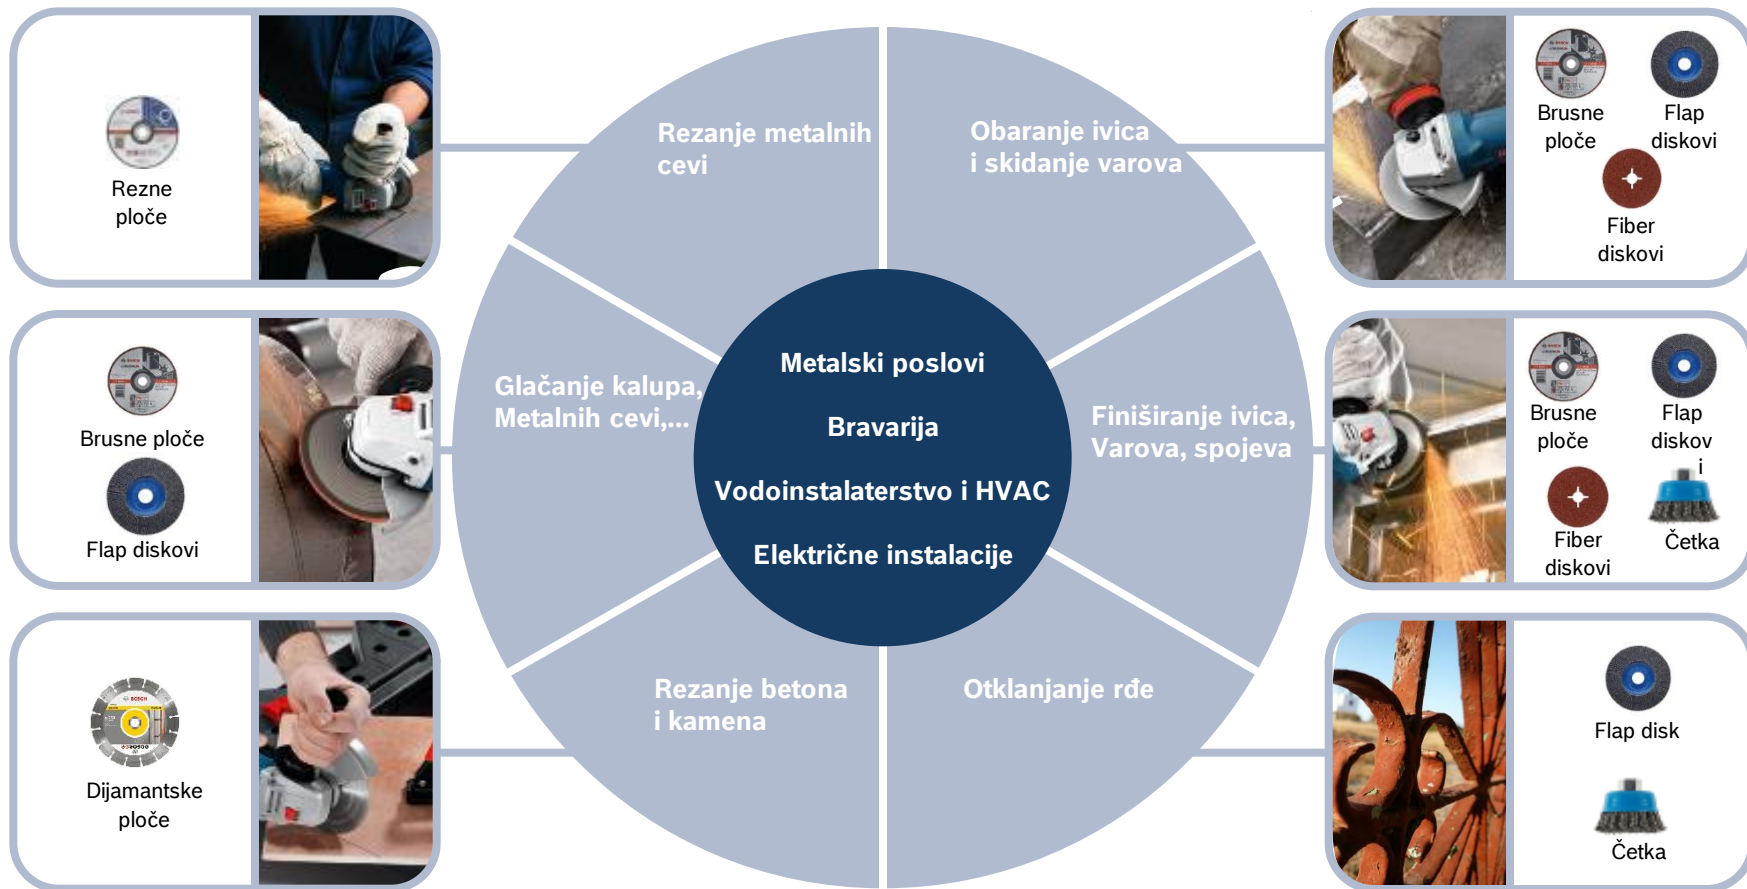 Rezne
ploče
Rezanje metalnih
cevi
Obaranje ivica
i skidanje varova
Brusne
ploče
Flap
diskovi
Fiber
diskovi
Brusne ploče
Flap diskovi
Glačanje kalupa,
Metalnih cevi,...
Metalski poslovi
Bravarija
Vodoinstalaterstvo i HVAC
Električne instalacije
Finiširanje ivica,
Varova, spojeva
Brusne
ploče
Flap
diskov
i
Fiber
diskovi
Četka
BOSCH
Dijamantske
ploče
Rezanje betona
i kamena
Otklanjanje rđe
Flap disk
Četka